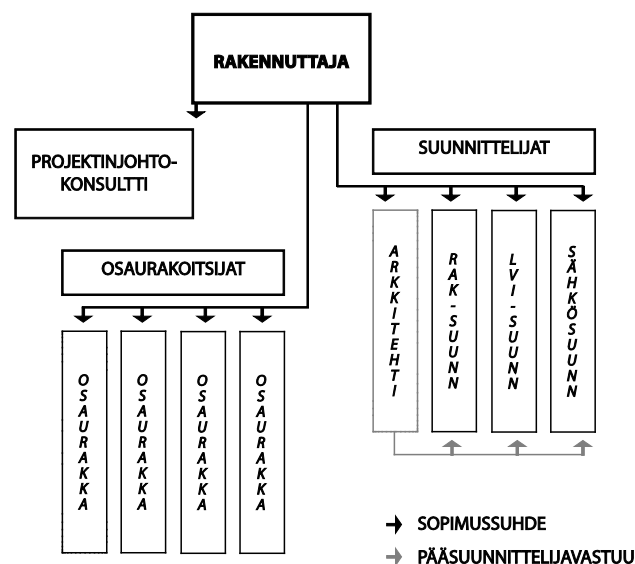 RAKENNUTTAJA
PROJEKTINJOHTO-
KONSULTTI
SUUNNITTELIJAT
ARKKITEHTI
RAK-SUUNN
LVI-SUUNN
SÄHKÖSUUNN
OSAURAKOITSIJAT
OSAURAKKA
OSAURAKKA
OSAURAKKA
OSAURAKKA
SOPIMUSSUHDE
PÄÄSUUNNITTELIJAVASTUU